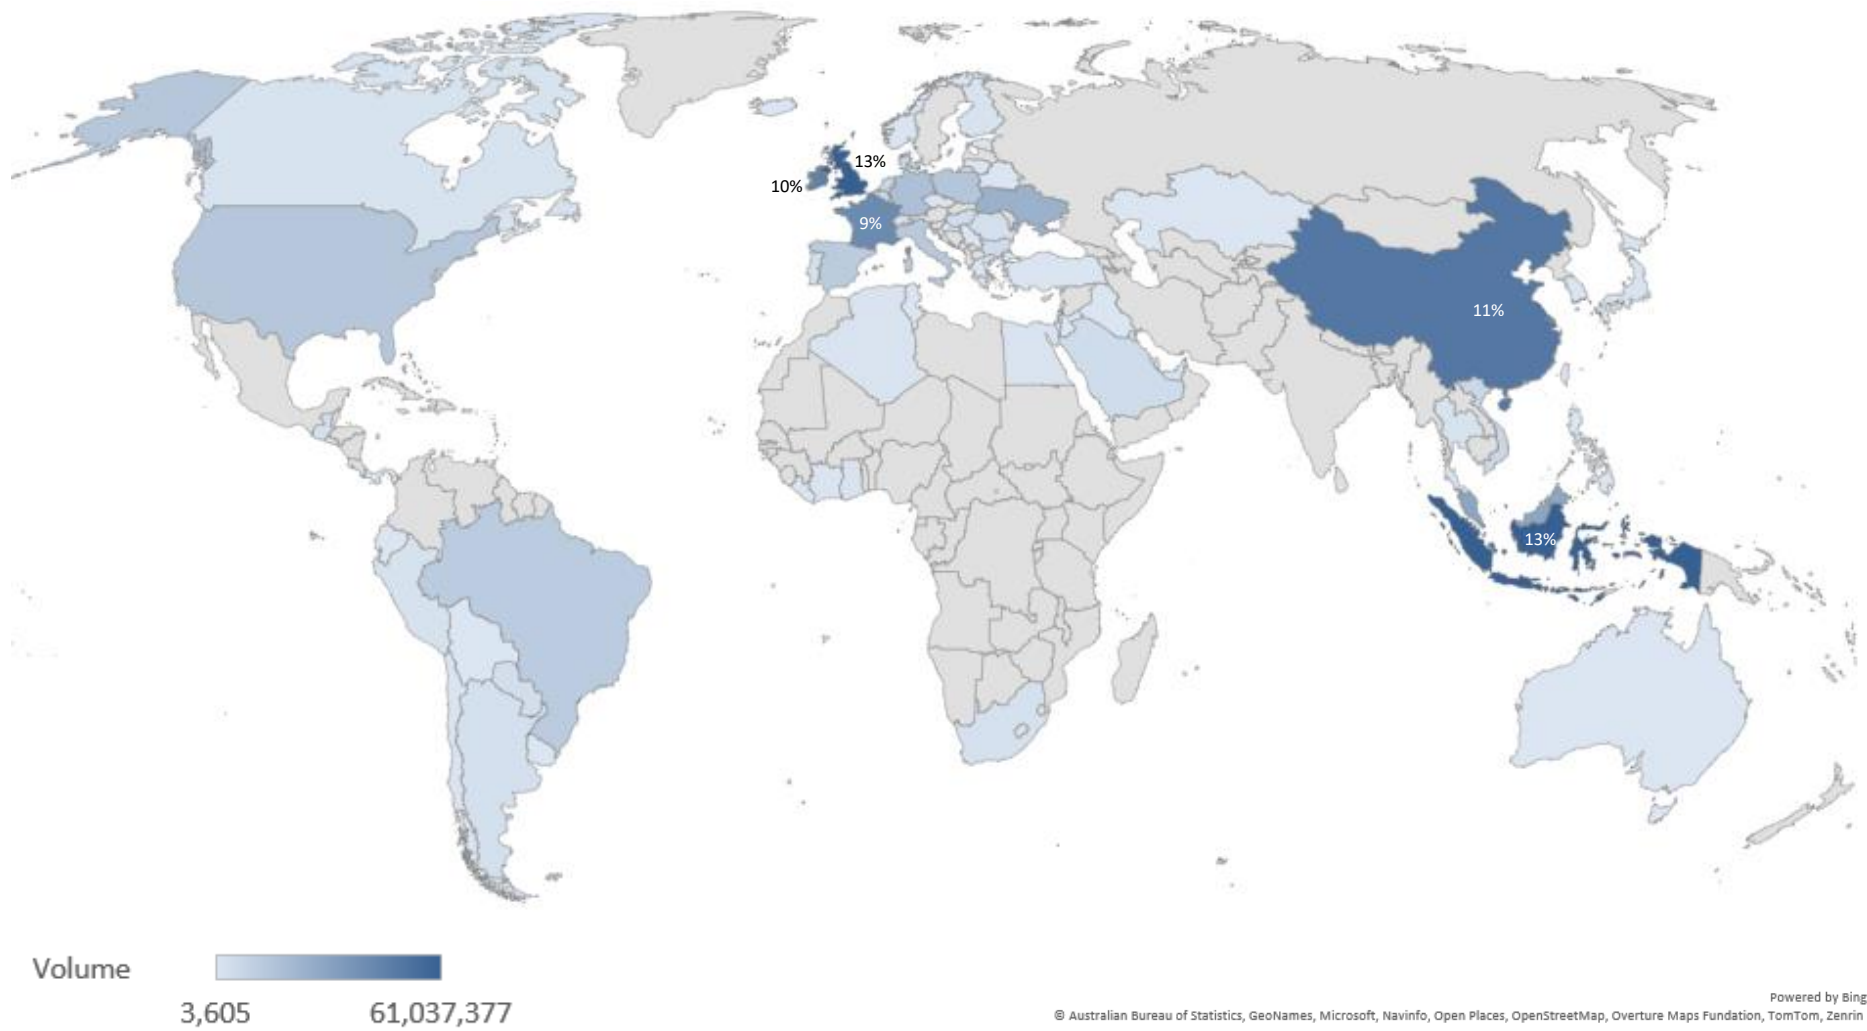 13%
10%
9%
11%
13%
Volume
3,605
61,037,377
Powered by Bing
© Australian Bureau of Statistics, GeoNames, Microsoft, Navinfo, Open Places, OpenStreetMap, Overture Maps Fundation, TomTom, Zenrin